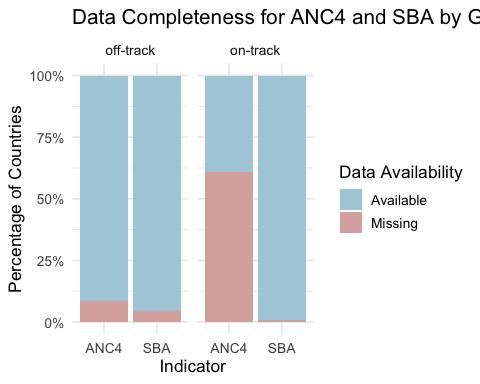 Data Completeness for ANC4 and SBA by G
off-track
on-track
100%
75%
50%
25%
0%
Percentage of Countries
ANC4
SBA
ANC4
SBA
Indicator
Data Availability
Available
Missing